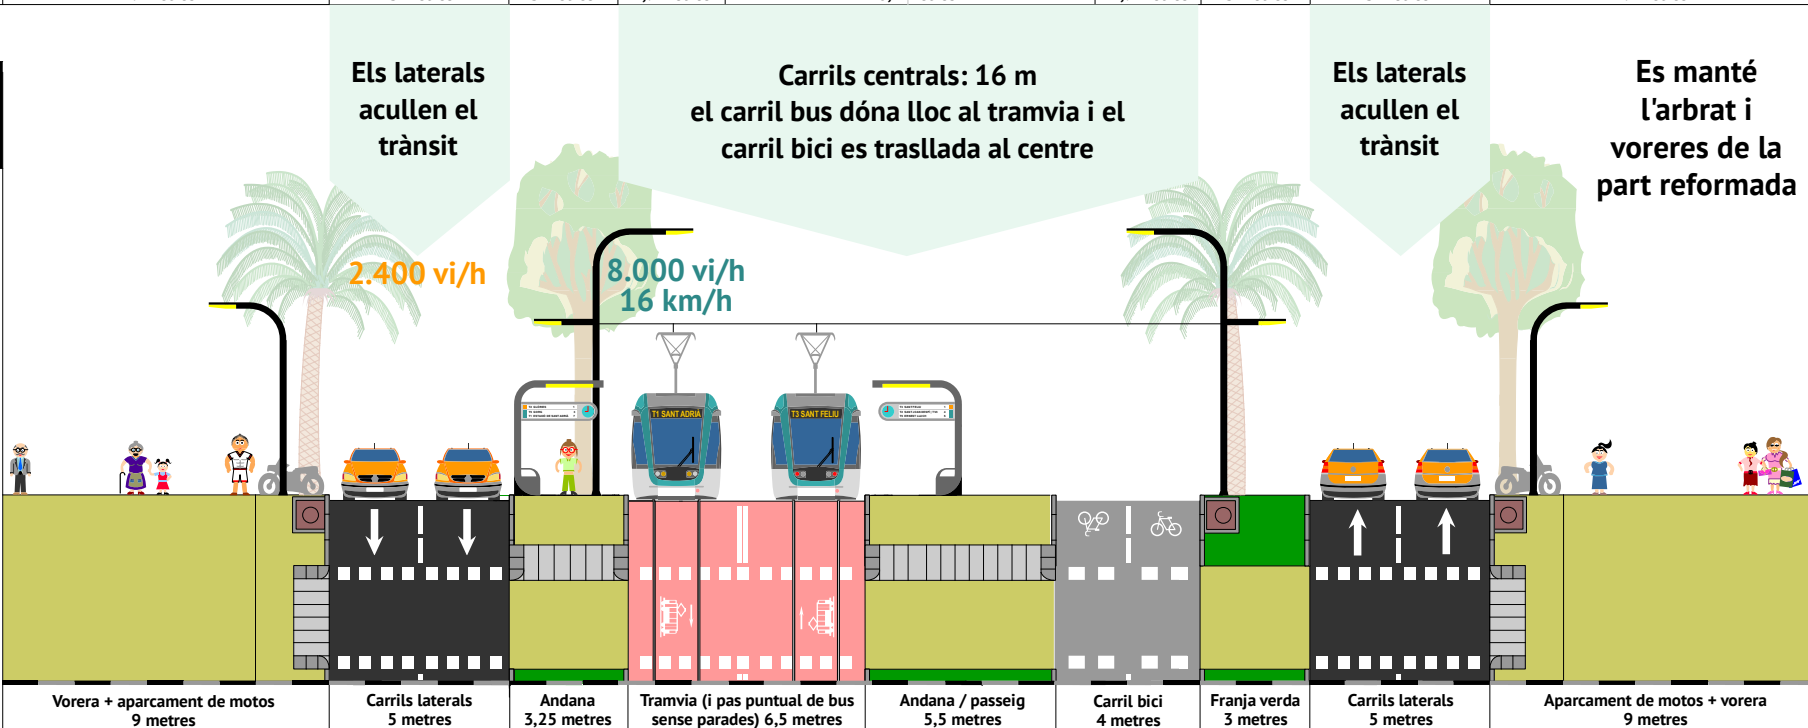 Els laterals
acullen el
trànsit
Carrils centrals: 16 m
el carril bus dóna lloc al tramvia i el
carril bici es trasllada al centre
Els laterals
acullen el
trànsit
Es manté
l'arbrat i
voreres de la
part reformada
2.400 vi/h
8.000 vi/h
16 km/h
T1 SANT ADRIÀ
T3 SANT FELIU
Vorera + aparcament de motos
9 metres
Carrils laterals
5 metres
Andana
3,25 metres
Tramvia (i pas puntual de bus
sense parades) 6,5 metres
Andana / passeig
5,5 metres
Carril bici
4 metres
Franja verda
3 metres
Carrils laterals
5 metres
Aparcament de motos + vorera
9 metres